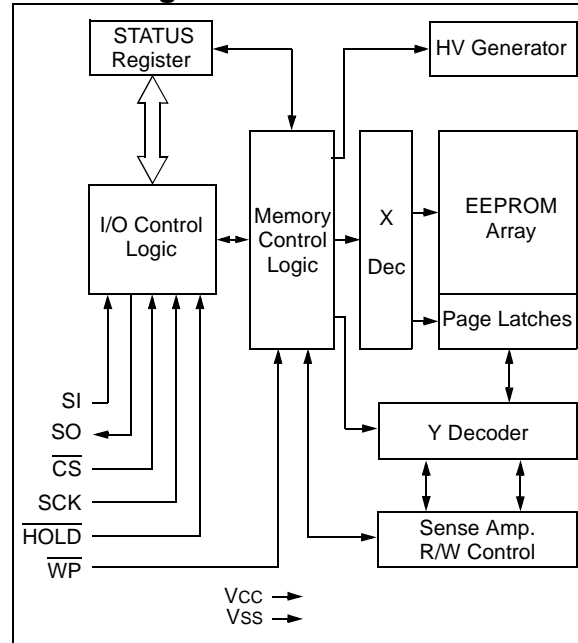 STATUS
Register
HV Generator
I/O Control
Logic
Memory
Control
Logic
X
Dec
EEPROM
Array
Page Latches
SI
SO
CS
SCK
HOLD
WP
Y Decoder
Sense Amp.
R/W Control
VCC
VSS